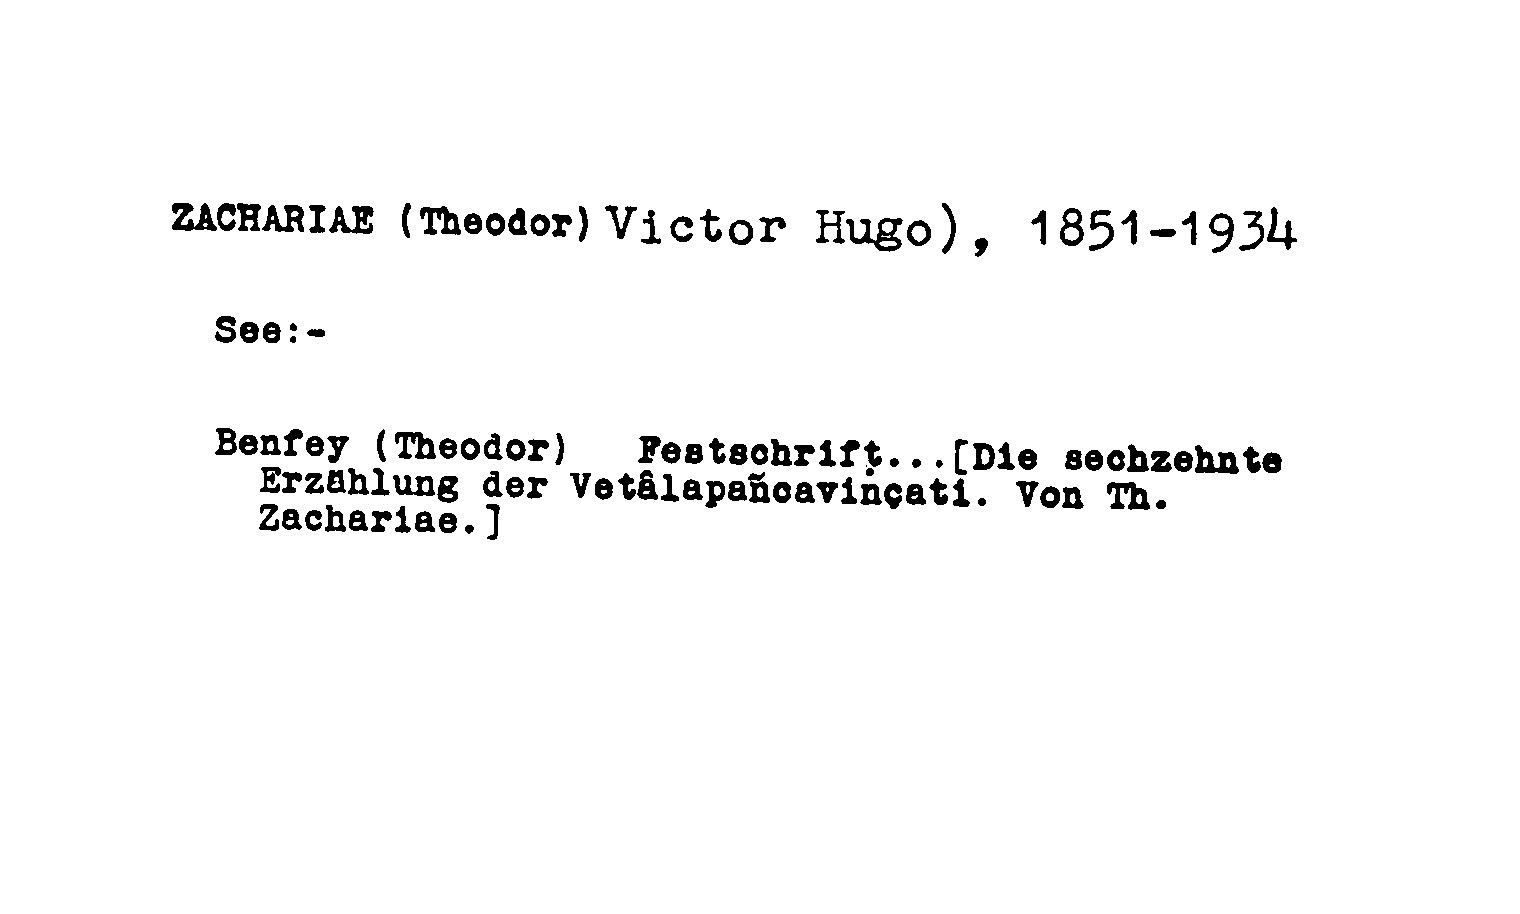 ZACHARIAE (Theodor) Victor Hugo), 1851-1934
See:-
Benfey (Theodor) Festschrift...[Die sechzehnte
Erzählung der Vetâlapañcavinçati. Von Th.
Zachariae.]